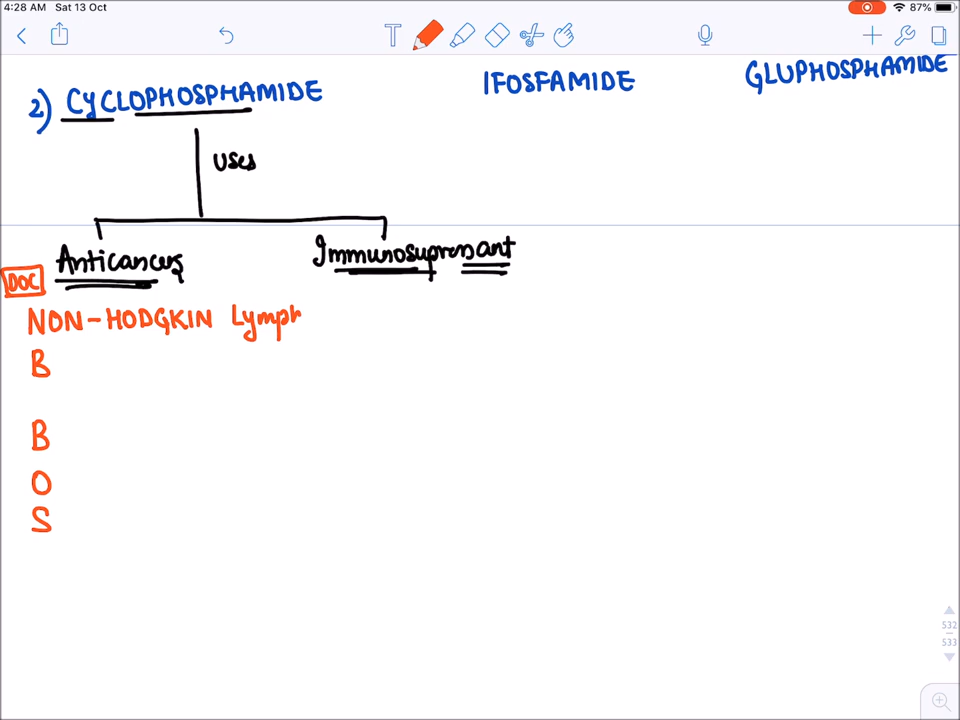 4:28 AM Sat 13 Oct 87%
T
2) CYCLOPHOSPHAMIDE IFOSFAMIDE GLUPHOSPHAMIDE
uses
Anticancer Immunosupressant
DOC
NON-HODGKIN Lymph
B
B
O
S
532
533